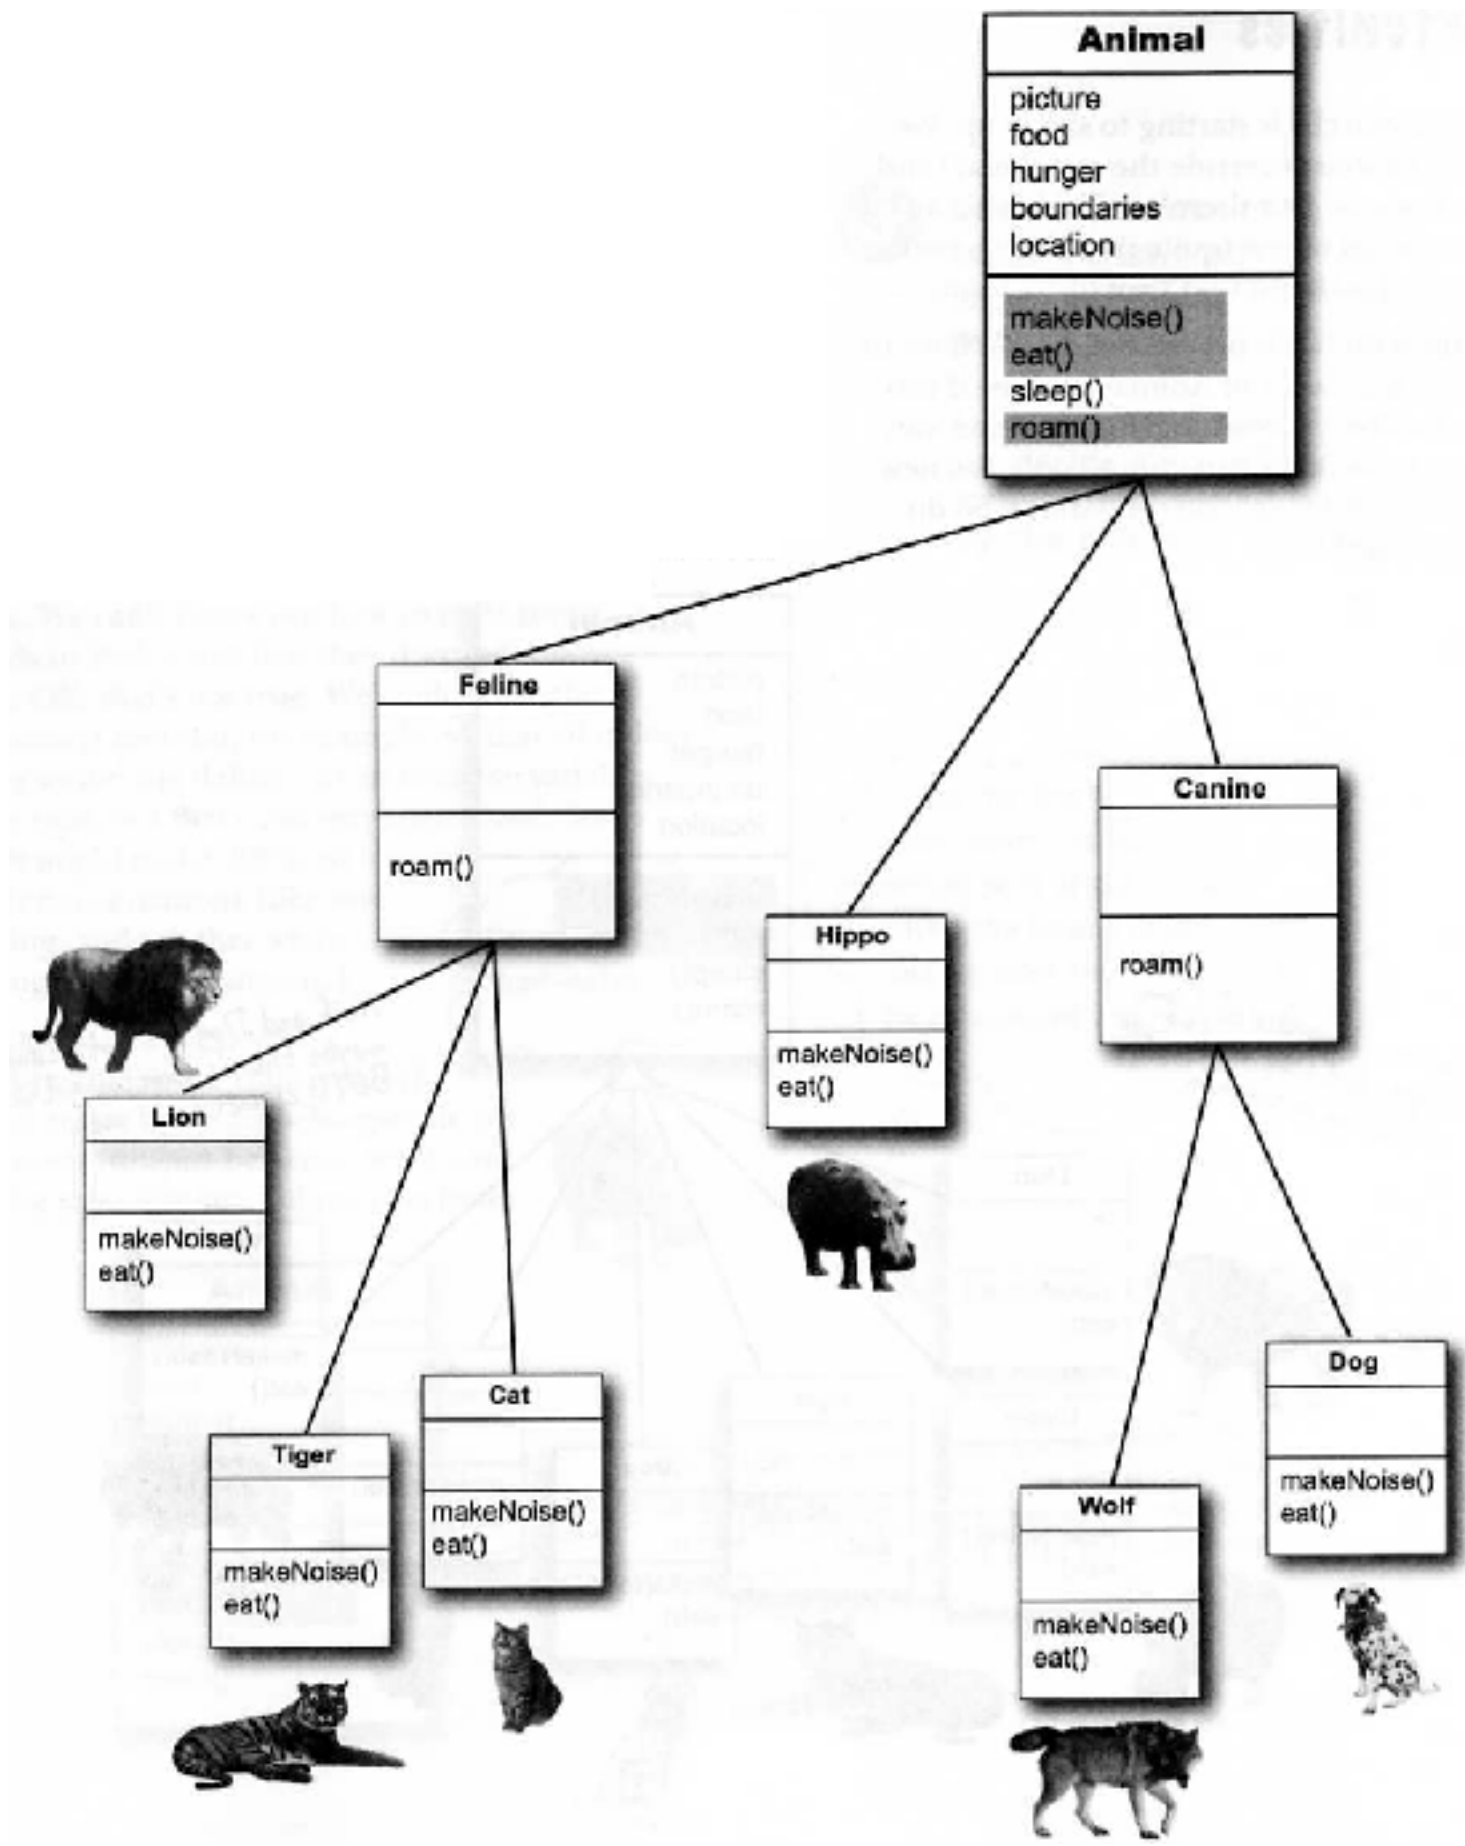 Animal
picture
food
hunger
boundaries
location
makeNoise()
eat()
sleep()
roam()
Feline
roam()
Canine
roam()
Hippo
makeNoise()
eat()
Lion
makeNoise()
eat()
Cat
makeNoise()
eat()
Dog
makeNoise()
eat()
Tiger
makeNoise()
eat()
Wolf
makeNoise()
eat()